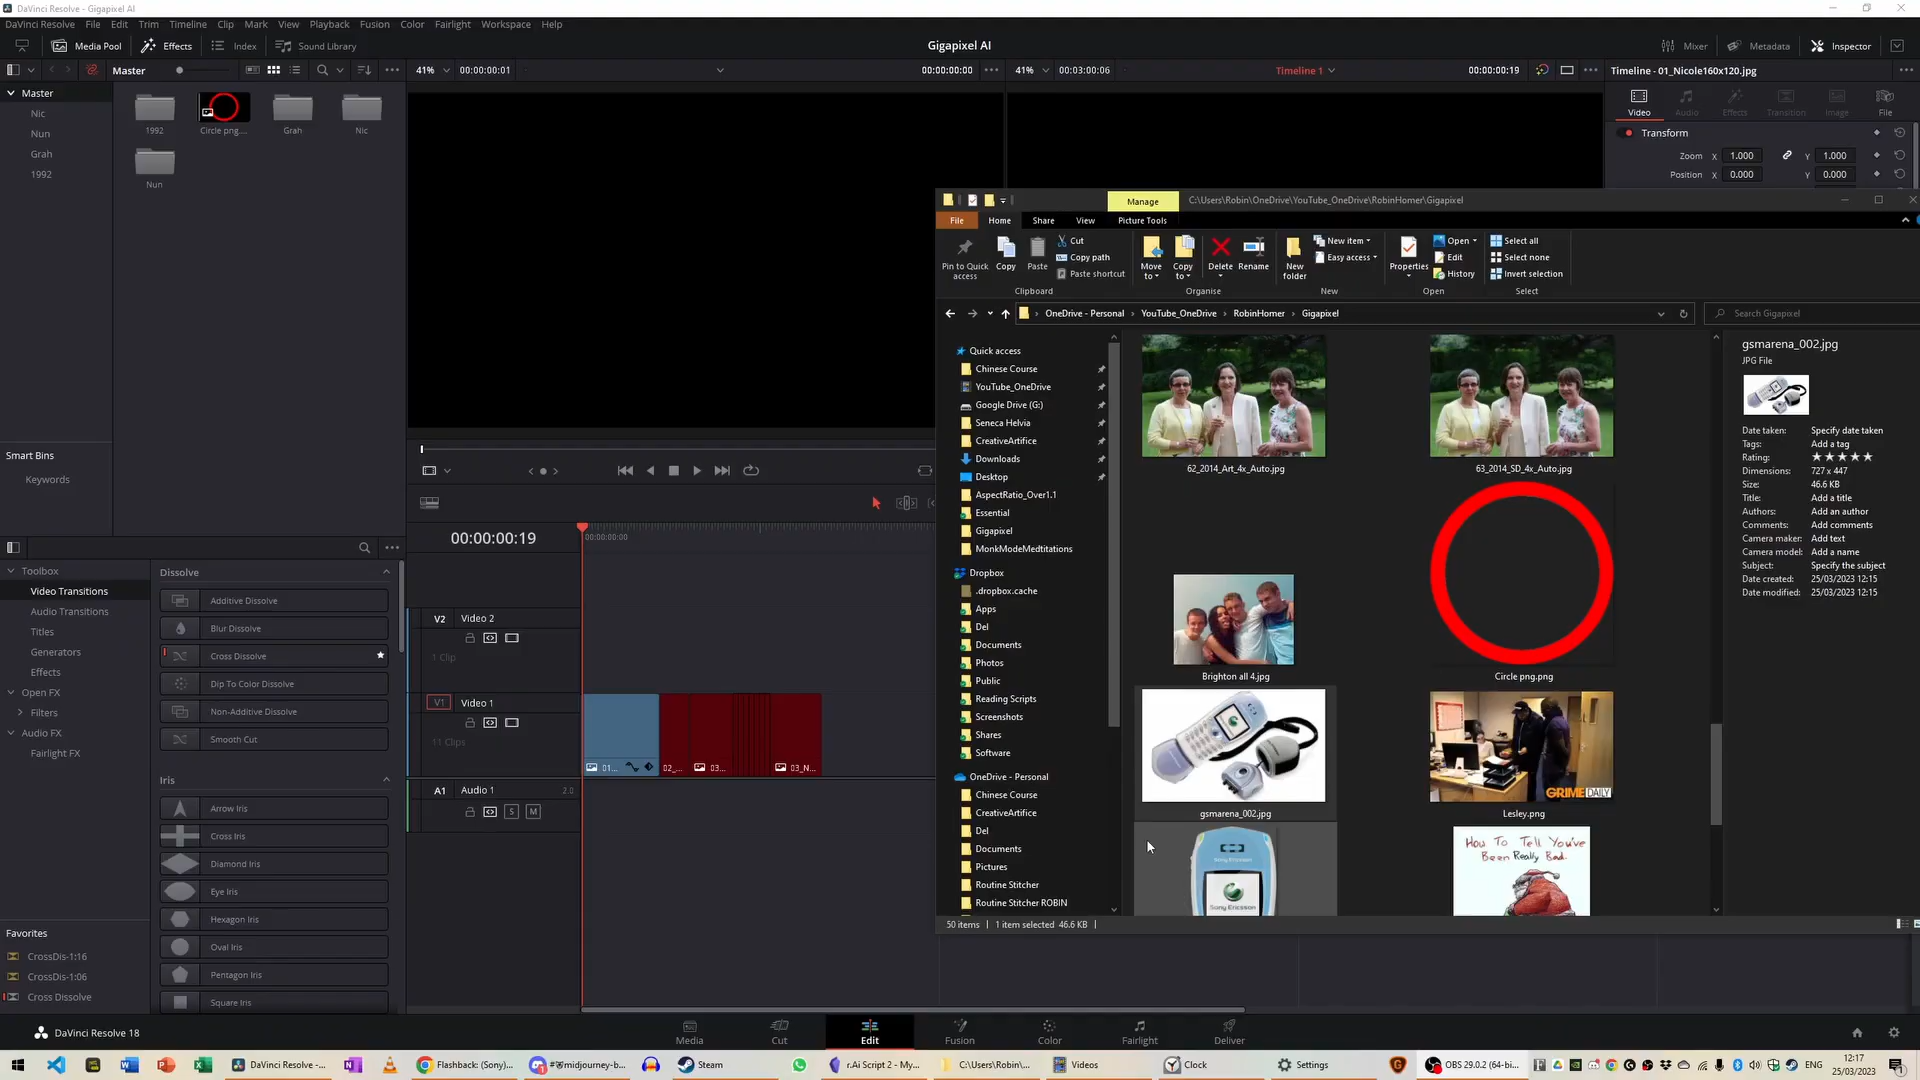 DaVinci Resolve - Gigapixel AI
DaVinci Resolve File Edit Trim Timeline Clip Mark View Playback Fusion Color Fairlight Workspace Help
Media Pool Effects Index Sound Library
Gigapixel AI
Mixer Metadata Inspector
Master
41% 00:00:00:01 00:00:00:00
41% 00:03:00:06 Timeline 1 00:00:00:19
Timeline - 01_Nicole160x120.jpg
Master
Nic
Nun
Grah
1992
1992 Circle png.... Grah Nic
Nun
Video Audio Effects Transition Image File
Transform
Zoom X 1.000 Y 1.000
Position X 0.000 Y 0.000
Smart Bins
Keywords
Manage C:\Users\Robin\OneDrive\YouTube_OneDrive\RobinHomer\Gigapixel
File Home Share View Picture Tools
Pin to Quick access
Copy
Paste
Cut
Copy path
Paste shortcut
Clipboard
Move to
Copy to
Delete
Rename
Organise
New folder
New item
Easy access
New
Properties
Open
Edit
History
Open
Select all
Select none
Invert selection
Select
OneDrive - Personal › YouTube_OneDrive › RobinHomer › Gigapixel
Search Gigapixel
Quick access
Chinese Course
YouTube_OneDrive
Google Drive (G:)
Seneca Helvia
CreativeArtifice
Downloads
Desktop
AspectRatio_Over1.1
Essential
Gigapixel
MonkModeMedtitations
Dropbox
.dropbox.cache
Apps
Del
Documents
Photos
Public
Reading Scripts
Screenshots
Shares
Software
OneDrive - Personal
Chinese Course
CreativeArtifice
Del
Documents
Pictures
Routine Stitcher
Routine Stitcher ROBIN
62_2014_Art_4x_Auto.jpg
63_2014_SD_4x_Auto.jpg
Brighton all 4.jpg
Circle png.png
gsmarena_002.jpg
GRIME DAILY
Lesley.png
Sony Ericsson
How To Tell You've
Been Really Bad.
gsmarena_002.jpg
JPG File
Date taken: Specify date taken
Tags: Add a tag
Rating: ★★★★★
Dimensions: 727 x 447
Size: 46.6 KB
Title: Add a title
Authors: Add an author
Comments: Add comments
Camera maker: Add text
Camera model: Add a name
Subject: Specify the subject
Date created: 25/03/2023 12:15
Date modified: 25/03/2023 12:15
50 items 1 item selected 46.6 KB
Toolbox
Video Transitions
Audio Transitions
Titles
Generators
Effects
Open FX
Filters
Audio FX
Fairlight FX
Favorites
CrossDis-1:16
CrossDis-1:06
Cross Dissolve
Dissolve
Additive Dissolve
Blur Dissolve
Cross Dissolve
Dip To Color Dissolve
Non-Additive Dissolve
Smooth Cut
Iris
Arrow Iris
Cross Iris
Diamond Iris
Eye Iris
Hexagon Iris
Oval Iris
Pentagon Iris
Square Iris
00:00:00:19 00:00:00:00
V2 Video 2
1 Clip
V1 Video 1
11 Clips
01... 02_... 03... 03_N...
A1 Audio 1 2.0
S M
DaVinci Resolve 18
Media Cut Edit Fusion Color Fairlight Deliver
DaVinci Resolve -... Flashback: (Sony)... Steam r.Ai Script 2 - My... C:\Users\Robin\... Videos Clock Settings OBS 29.0.2 (64-bi... ENG 12:17
25/03/2023